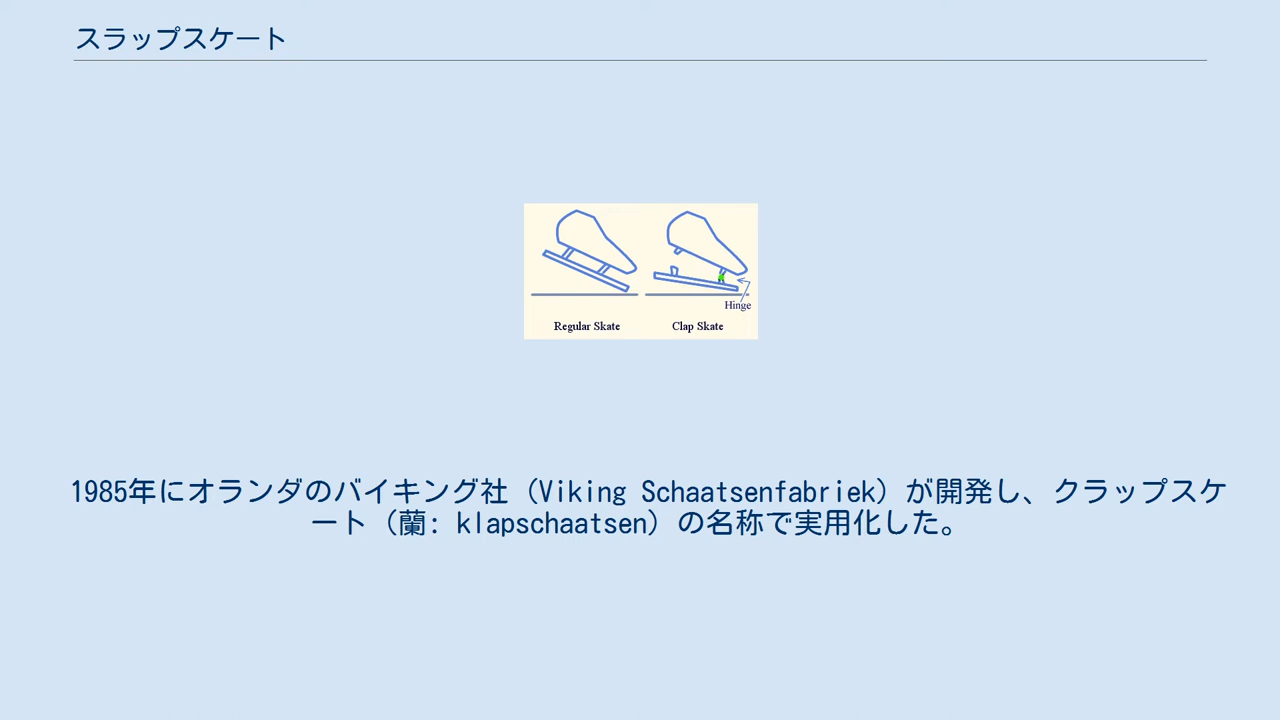 スラップスケート
Hinge
Regular Skate
Clap Skate
1985年にオランダのバイキング社（Viking Schaatsenfabriek）が開発し、クラップスケ
ート（蘭: klapschaatsen）の名称で実用化した。